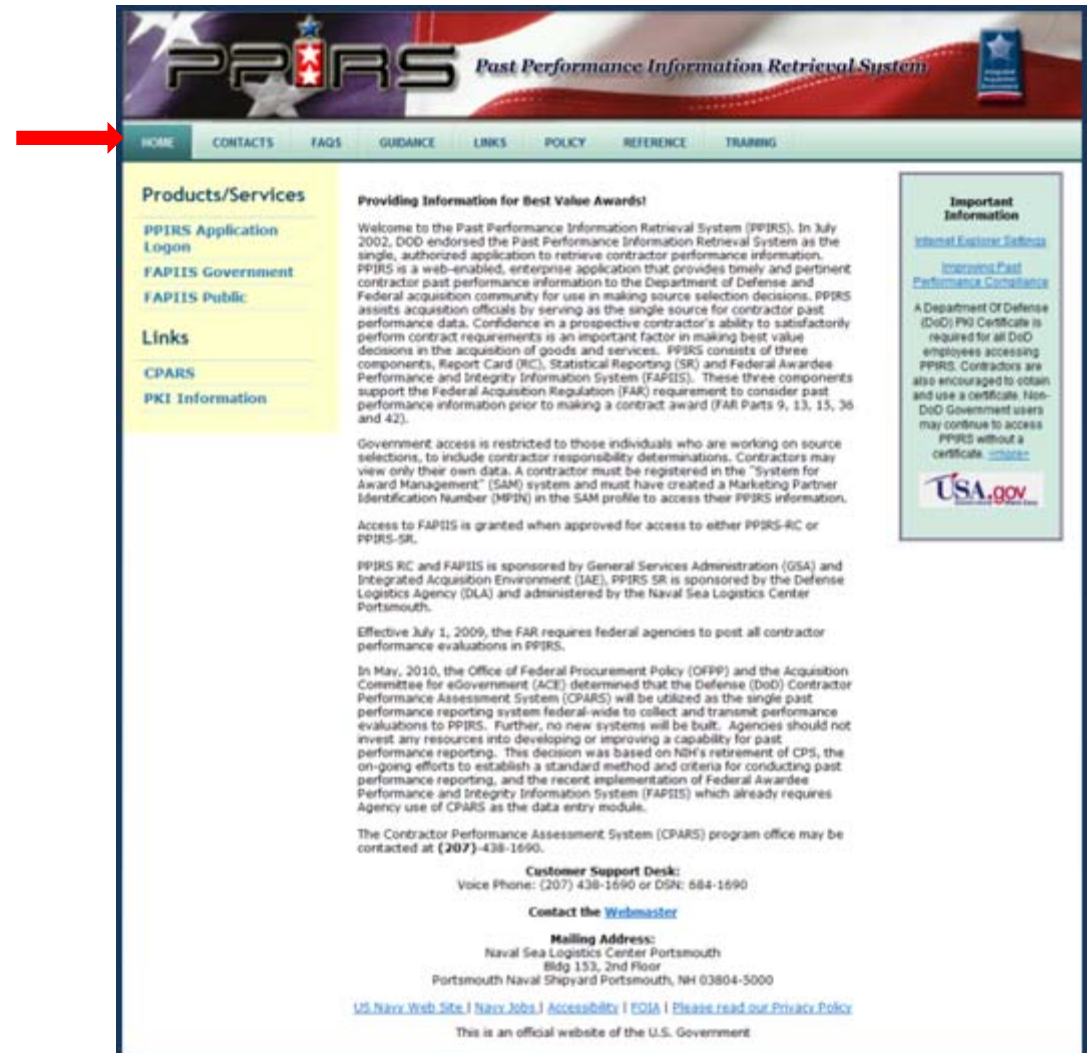 PPIRS Past Performance Information Retrieval System
HOME CONTACTS FAQS GUIDANCE LINKS POLICY REFERENCE TRAINING
Products/Services
PPIRS Application
Logon
FAPIIS Government
FAPIIS Public
Links
CPARS
PKI Information
Providing Information for Best Value Awards!
Welcome to the Past Performance Information Retrieval System (PPIRS). In July
2002, DOD endorsed the Past Performance Information Retrieval System as the
single, authorized application to retrieve contractor performance information.
PPIRS is a web-enabled, enterprise application that provides timely and pertinent
contractor past performance information to the Department of Defense and
Federal acquisition community for use in making source selection decisions. PPIRS
assists acquisition officials by serving as the single source for contractor past
performance data. Confidence in a prospective contractor's ability to satisfactorily
perform contract requirements is an important factor in making best value
decisions in the acquisition of goods and services. PPIRS consists of three
components, Report Card (RC), Statistical Reporting (SR) and Federal Awardee
Performance and Integrity Information System (FAPIIS). These three components
support the Federal Acquisition Regulation (FAR) requirement to consider past
performance information prior to making a contract award (FAR Parts 9, 13, 15, 36
and 42).
Government access is restricted to those individuals who are working on source
selections, to include contractor responsibility determinations. Contractors may
view only their own data. A contractor must be registered in the "System for
Award Management" (SAM) system and must have created a Marketing Partner
Identification Number (MPIN) in the SAM profile to access their PPIRS information.
Access to FAPIIS is granted when approved for access to either PPIRS-RC or
PPIRS-SR.
PPIRS RC and FAPIIS is sponsored by General Services Administration (GSA) and
Integrated Acquisition Environment (IAE), PPIRS SR is sponsored by the Defense
Logistics Agency (DLA) and administered by the Naval Sea Logistics Center
Portsmouth.
Effective July 1, 2009, the FAR requires federal agencies to post all contractor
performance evaluations in PPIRS.
In May, 2010, the Office of Federal Procurement Policy (OFPP) and the Acquisition
Committee for eGovernment (ACE) determined that the Defense (DoD) Contractor
Performance Assessment System (CPARS) will be utilized as the single past
performance reporting system federal-wide to collect and transmit performance
evaluations to PPIRS. Further, no new systems will be built. Agencies should not
invest any resources into developing or improving a capability for past
performance reporting. This decision was based on NIH's retirement of CPS, the
on-going efforts to establish a standard method and criteria for conducting past
performance reporting, and the recent implementation of Federal Awardee
Performance and Integrity Information System (FAPIIS) which already requires
Agency use of CPARS as the data entry module.
The Contractor Performance Assessment System (CPARS) program office may be
contacted at (207)-438-1690.
Customer Support Desk:
Voice Phone: (207) 438-1690 or DSN: 684-1690
Contact the Webmaster
Mailing Address:
Naval Sea Logistics Center Portsmouth
Bldg 153, 2nd Floor
Portsmouth Naval Shipyard Portsmouth, NH 03804-5000
US Navy Web Site | Navy Jobs | Accessibility | FOIA | Please read our Privacy Policy
This is an official website of the U.S. Government
Important
Information
Internet Explorer Settings
Improving Past
Performance Compliance
A Department Of Defense
(DoD) PKI Certificate is
required for all DoD
employees accessing
PPIRS. Contractors are
also encouraged to obtain
and use a certificate. Non-
DoD Government users
may continue to access
PPIRS without a
certificate. <more>
USA.gov